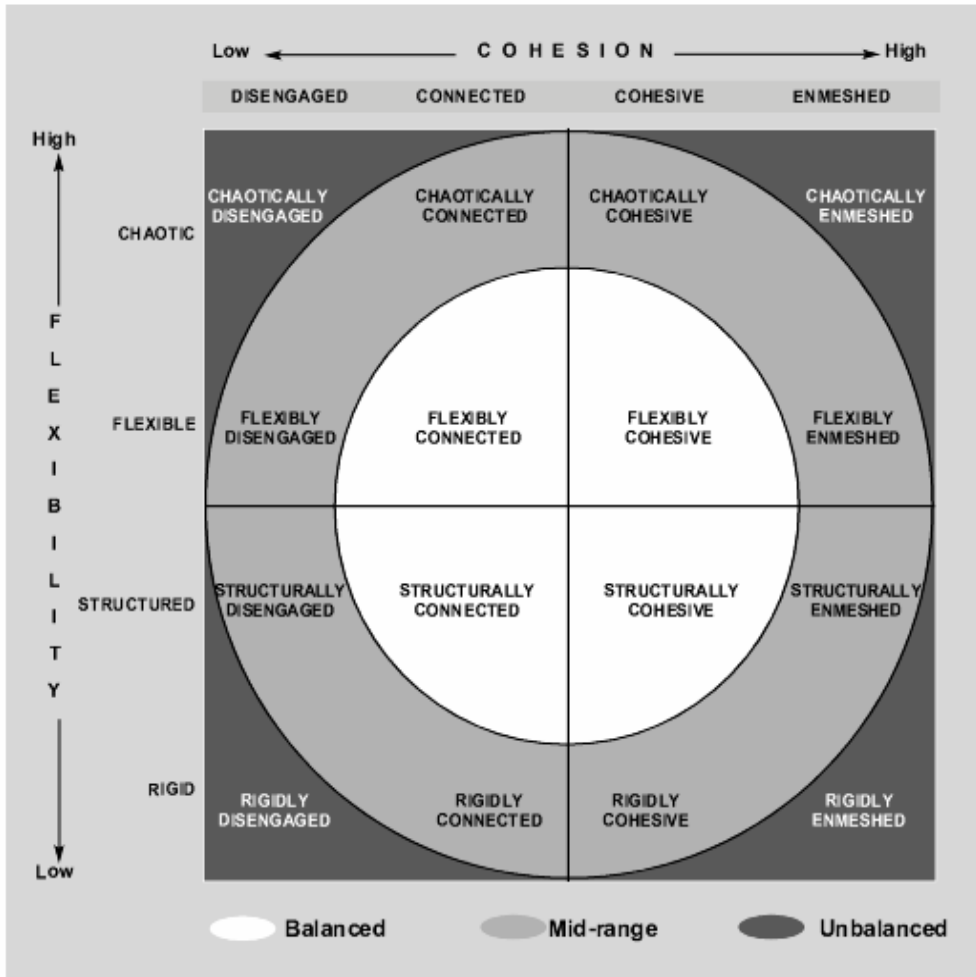 Low COHESION High
DISENGAGED CONNECTED COHESIVE ENMESHED
High
CHAOTICALLY DISENGAGED
CHAOTICALLY CONNECTED
CHAOTICALLY COHESIVE
CHAOTICALLY ENMESHED
CHAOTIC
FLEXIBILITY
FLEXIBLE
FLEXIBLY DISENGAGED
FLEXIBLY CONNECTED
FLEXIBLY COHESIVE
FLEXIBLY ENMESHED
STRUCTURED
STRUCTURALLY DISENGAGED
STRUCTURALLY CONNECTED
STRUCTURALLY COHESIVE
STRUCTURALLY ENMESHED
RIGID
RIGIDLY DISENGAGED
RIGIDLY CONNECTED
RIGIDLY COHESIVE
RIGIDLY ENMESHED
Low
Balanced Mid-range Unbalanced